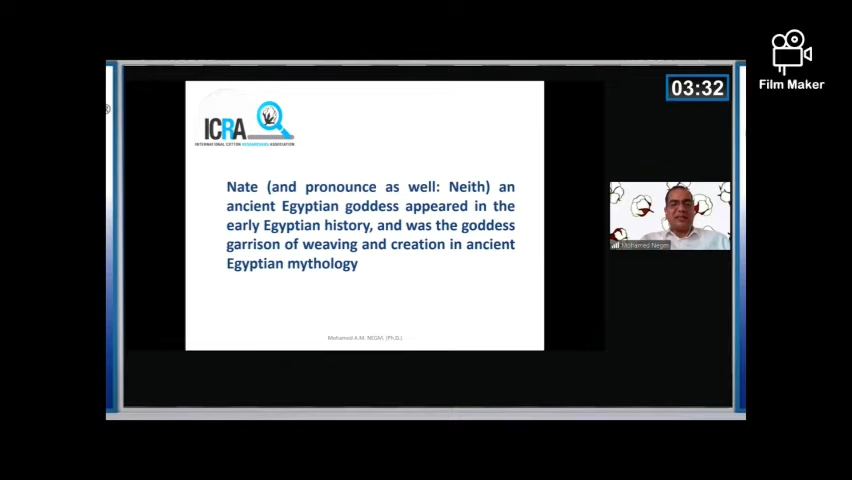 Film Maker
03:32
ICRA
INTERNATIONAL COTTON RESEARCHERS ASSOCIATION
Nate (and pronounce as well: Neith) an
ancient Egyptian goddess appeared in the
early Egyptian history, and was the goddess
garrison of weaving and creation in ancient
Egyptian mythology
Mohamed Negm
Mohamed A.M. NEGM, (Ph.D.)